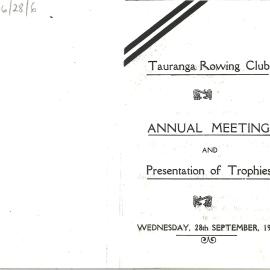 6/28/6
Tauranga Rowing Club
ANNUAL MEETING
AND
Presentation of Trophies
WEDNESDAY, 28th SEPTEMBER, 19